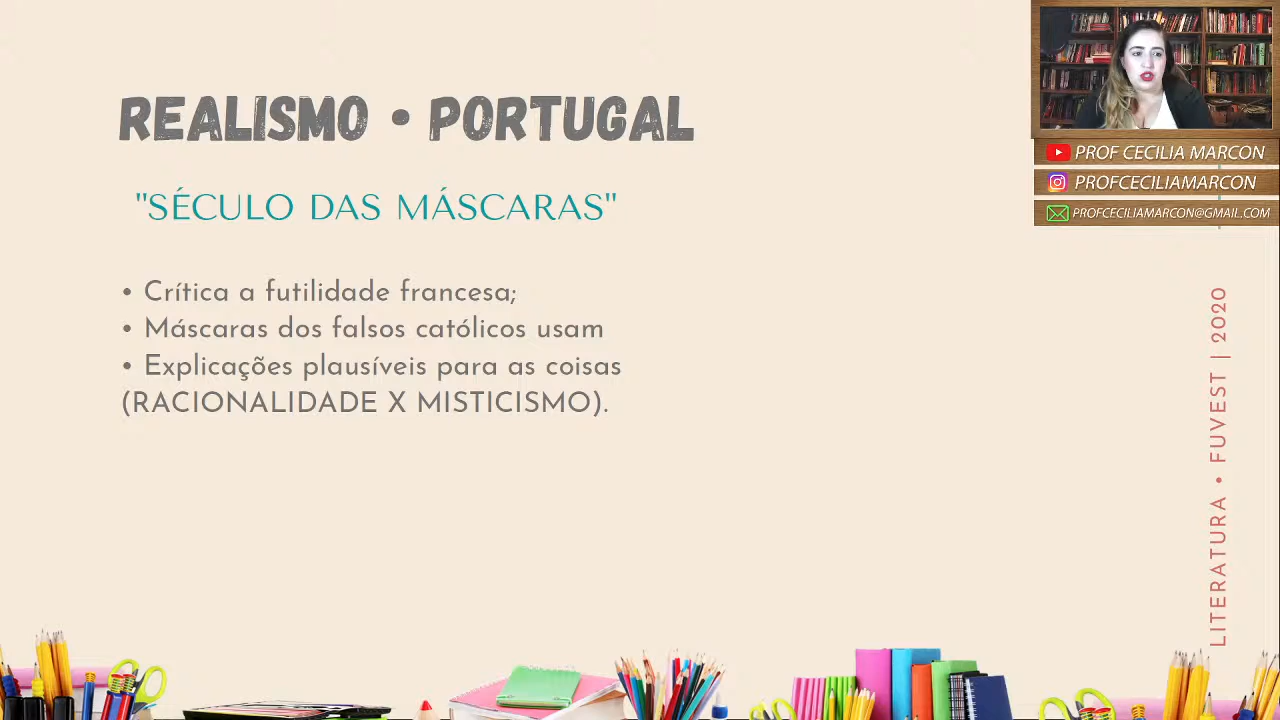 REALISMO • PORTUGAL
"SÉCULO DAS MÁSCARAS"
• Crítica a futilidade francesa;
• Máscaras dos falsos católicos usam
• Explicações plausíveis para as coisas
(RACIONALIDADE X MISTICISMO).
PROF CECILIA MARCON
PROFCECILIAMARCON
PROFCECILIAMARCON@GMAIL.COM
LITERATURA • FUVEST | 2020